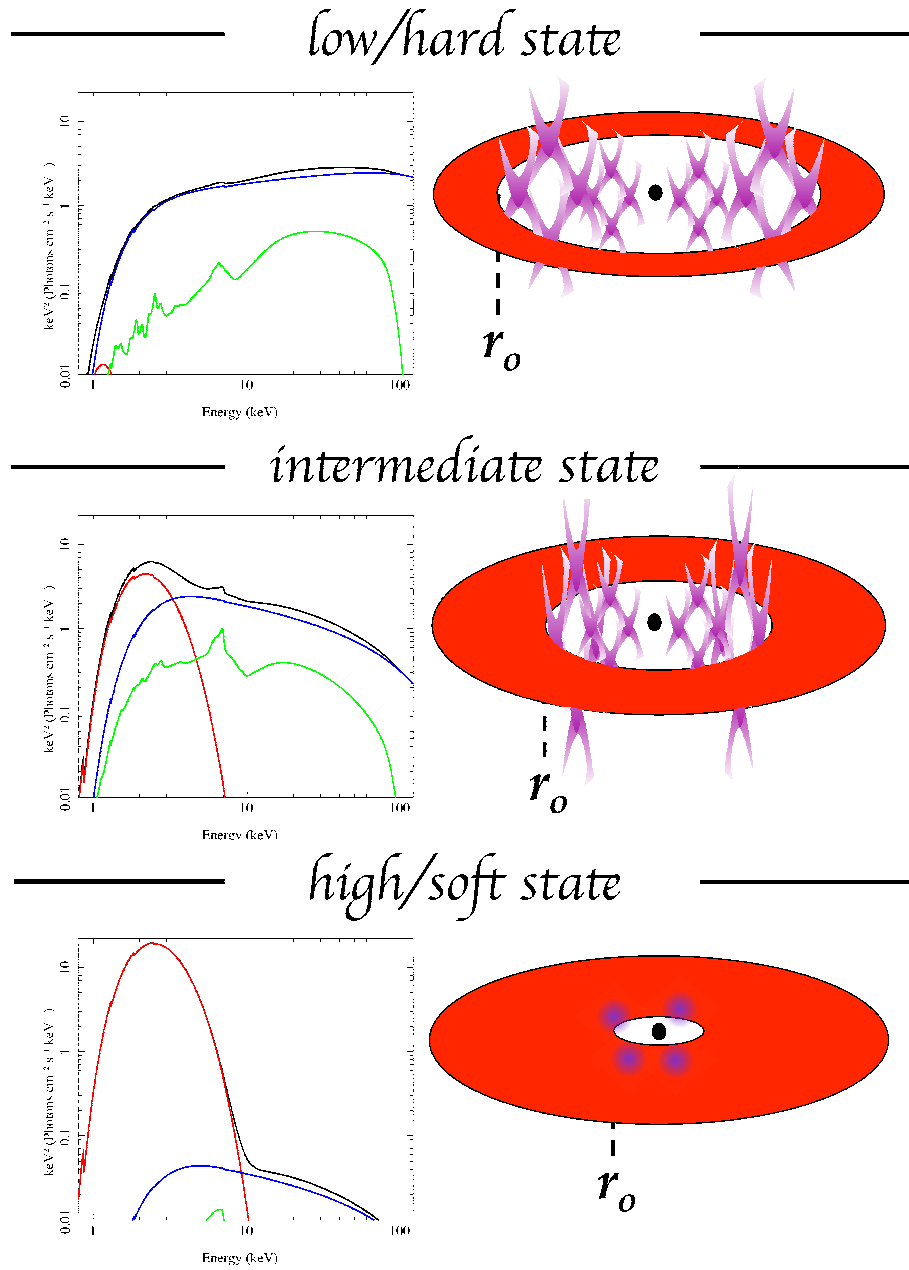 low/hard state
10
1
0.1
0.01
keV² (Photons cm⁻² s⁻¹ keV⁻ )
1
10
100
Energy (keV)
rₒ
intermediate state
10
1
0.1
0.01
keV² (Photons cm⁻² s⁻¹ keV⁻ )
1
10
100
Energy (keV)
rₒ
high/soft state
10
1
0.1
0.01
keV² (Photons cm⁻² s⁻¹ keV⁻ )
1
10
100
Energy (keV)
rₒ